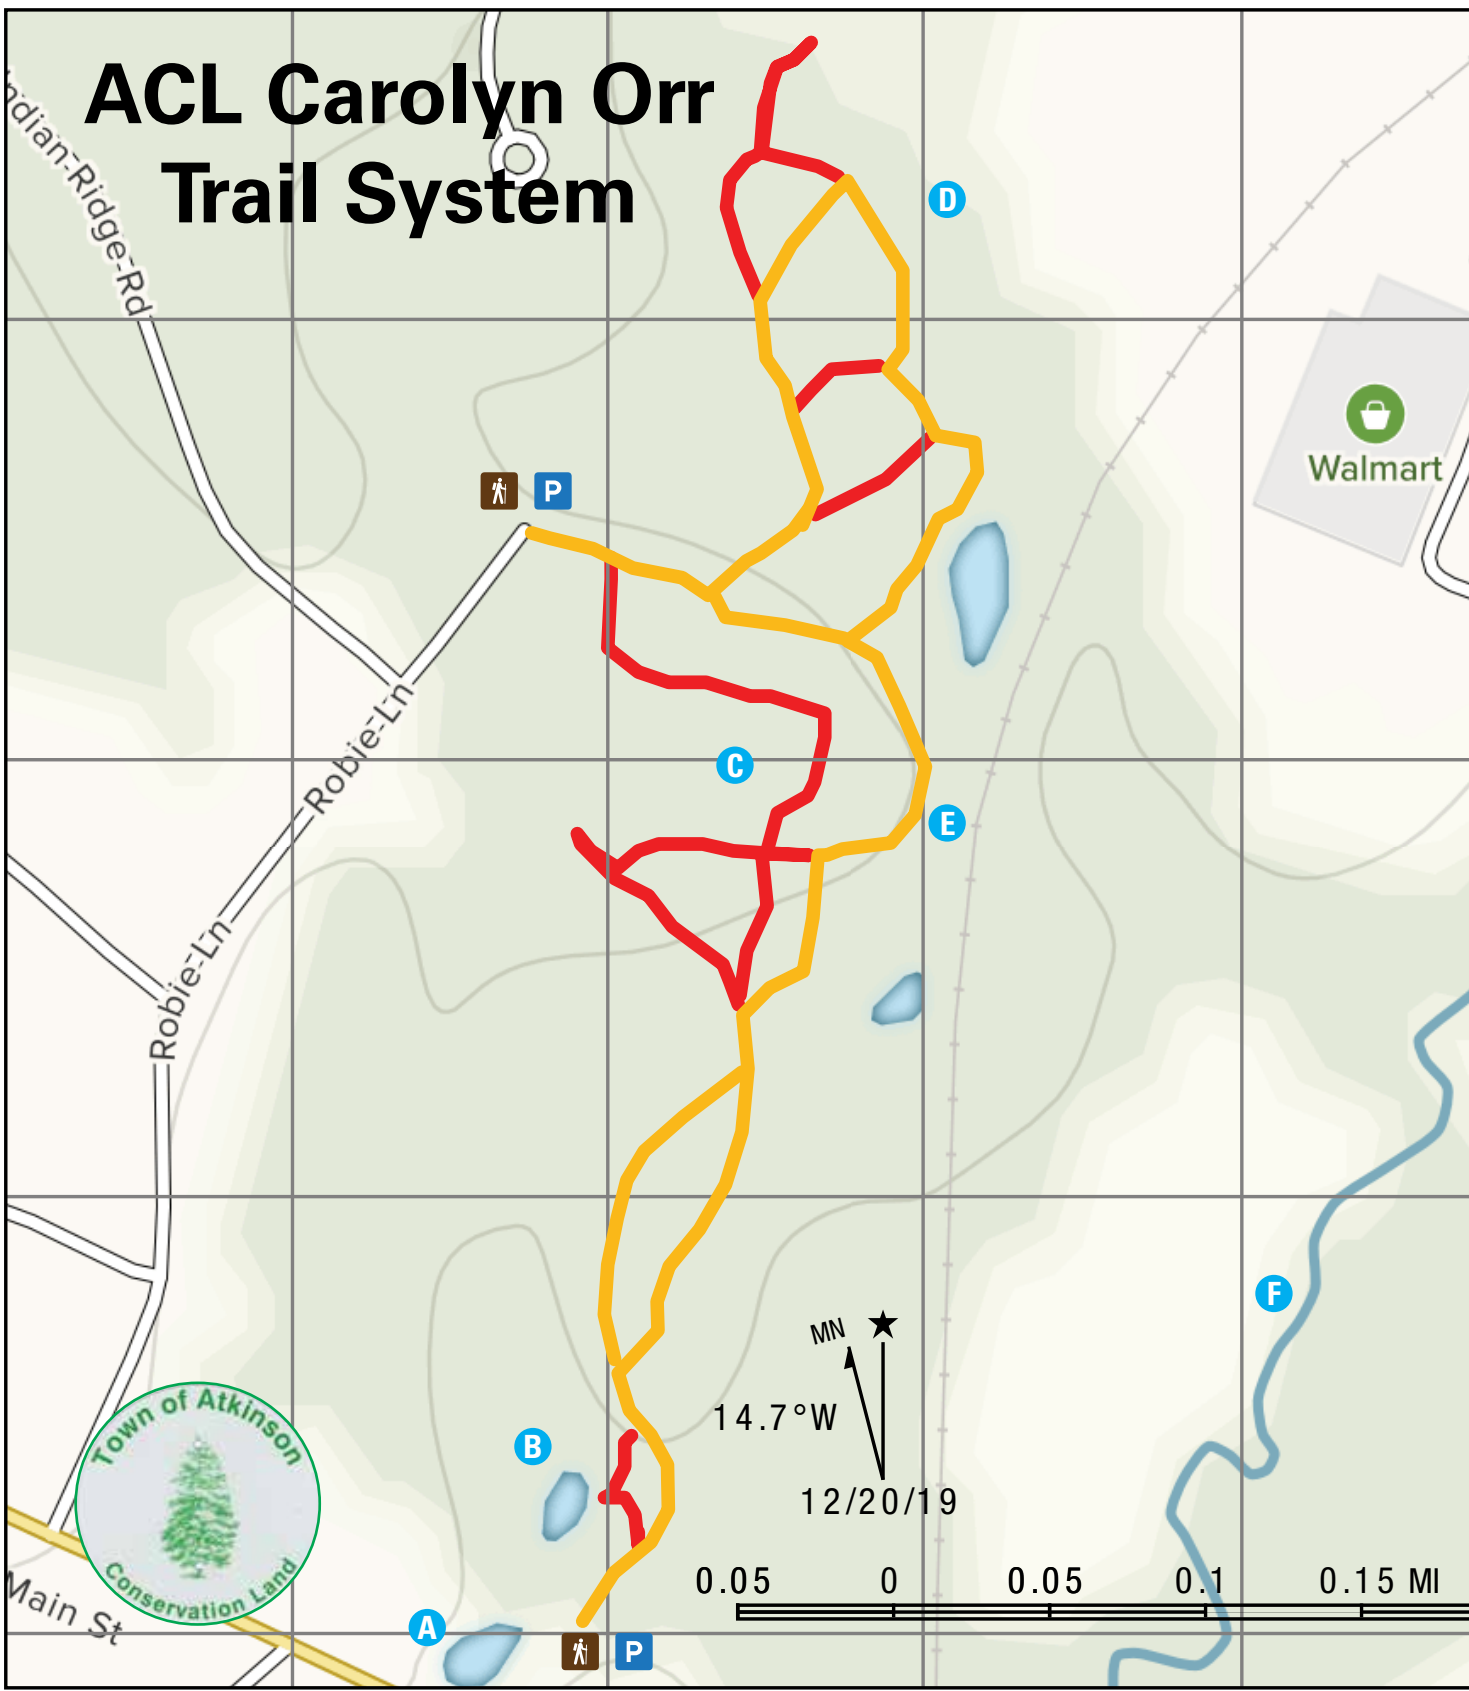 ACL Carolyn Orr
Trail System
Indian-Ridge-Rd
D
Walmart
P
Robie-Ln
C
E
Robie-Ln
F
MN
14.7°W
12/20/19
B
Town of Atkinson
Conservation Land
Main St
A
P
0.05 0 0.05 0.1 0.15 MI